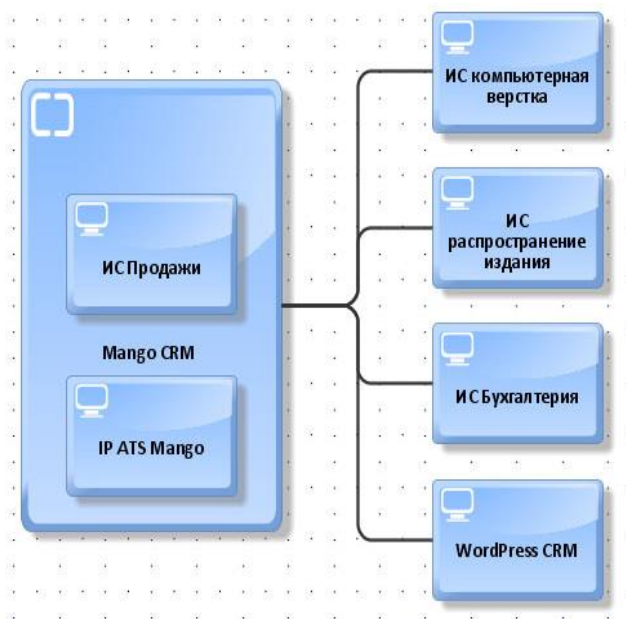 ИС компьютерная
верстка
ИС
распространение
издания
ИС Продажи
Mango CRM
ИС Бухгалтерия
IP ATS Mango
WordPress CRM